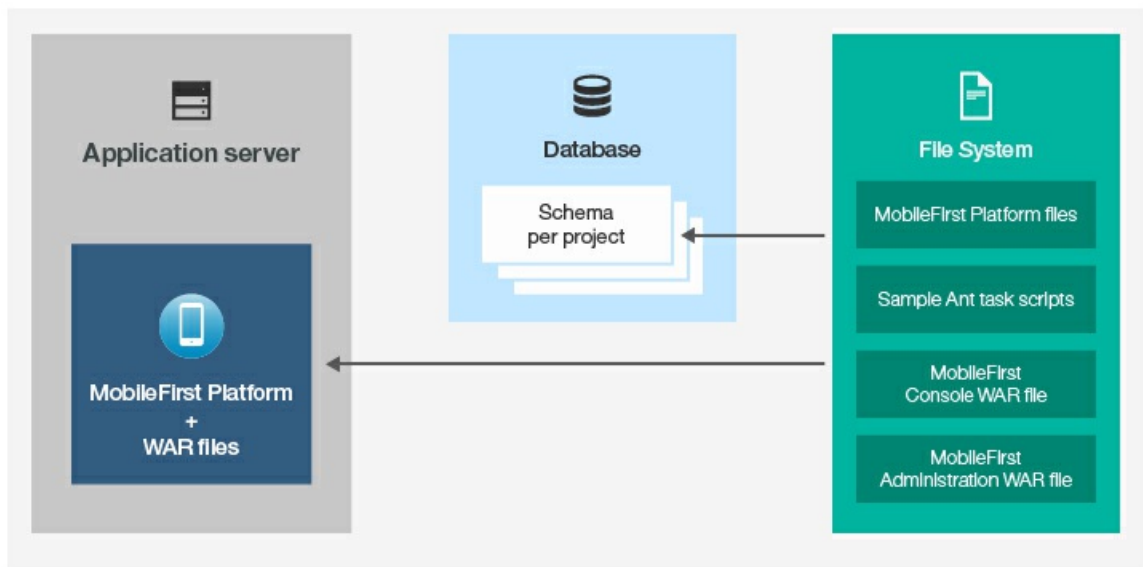 Application server
MobileFirst Platform
+
WAR files
Database
Schema
per project
File System
MobileFirst Platform files
Sample Ant task scripts
MobileFirst
Console WAR file
MobileFirst
Administration WAR file